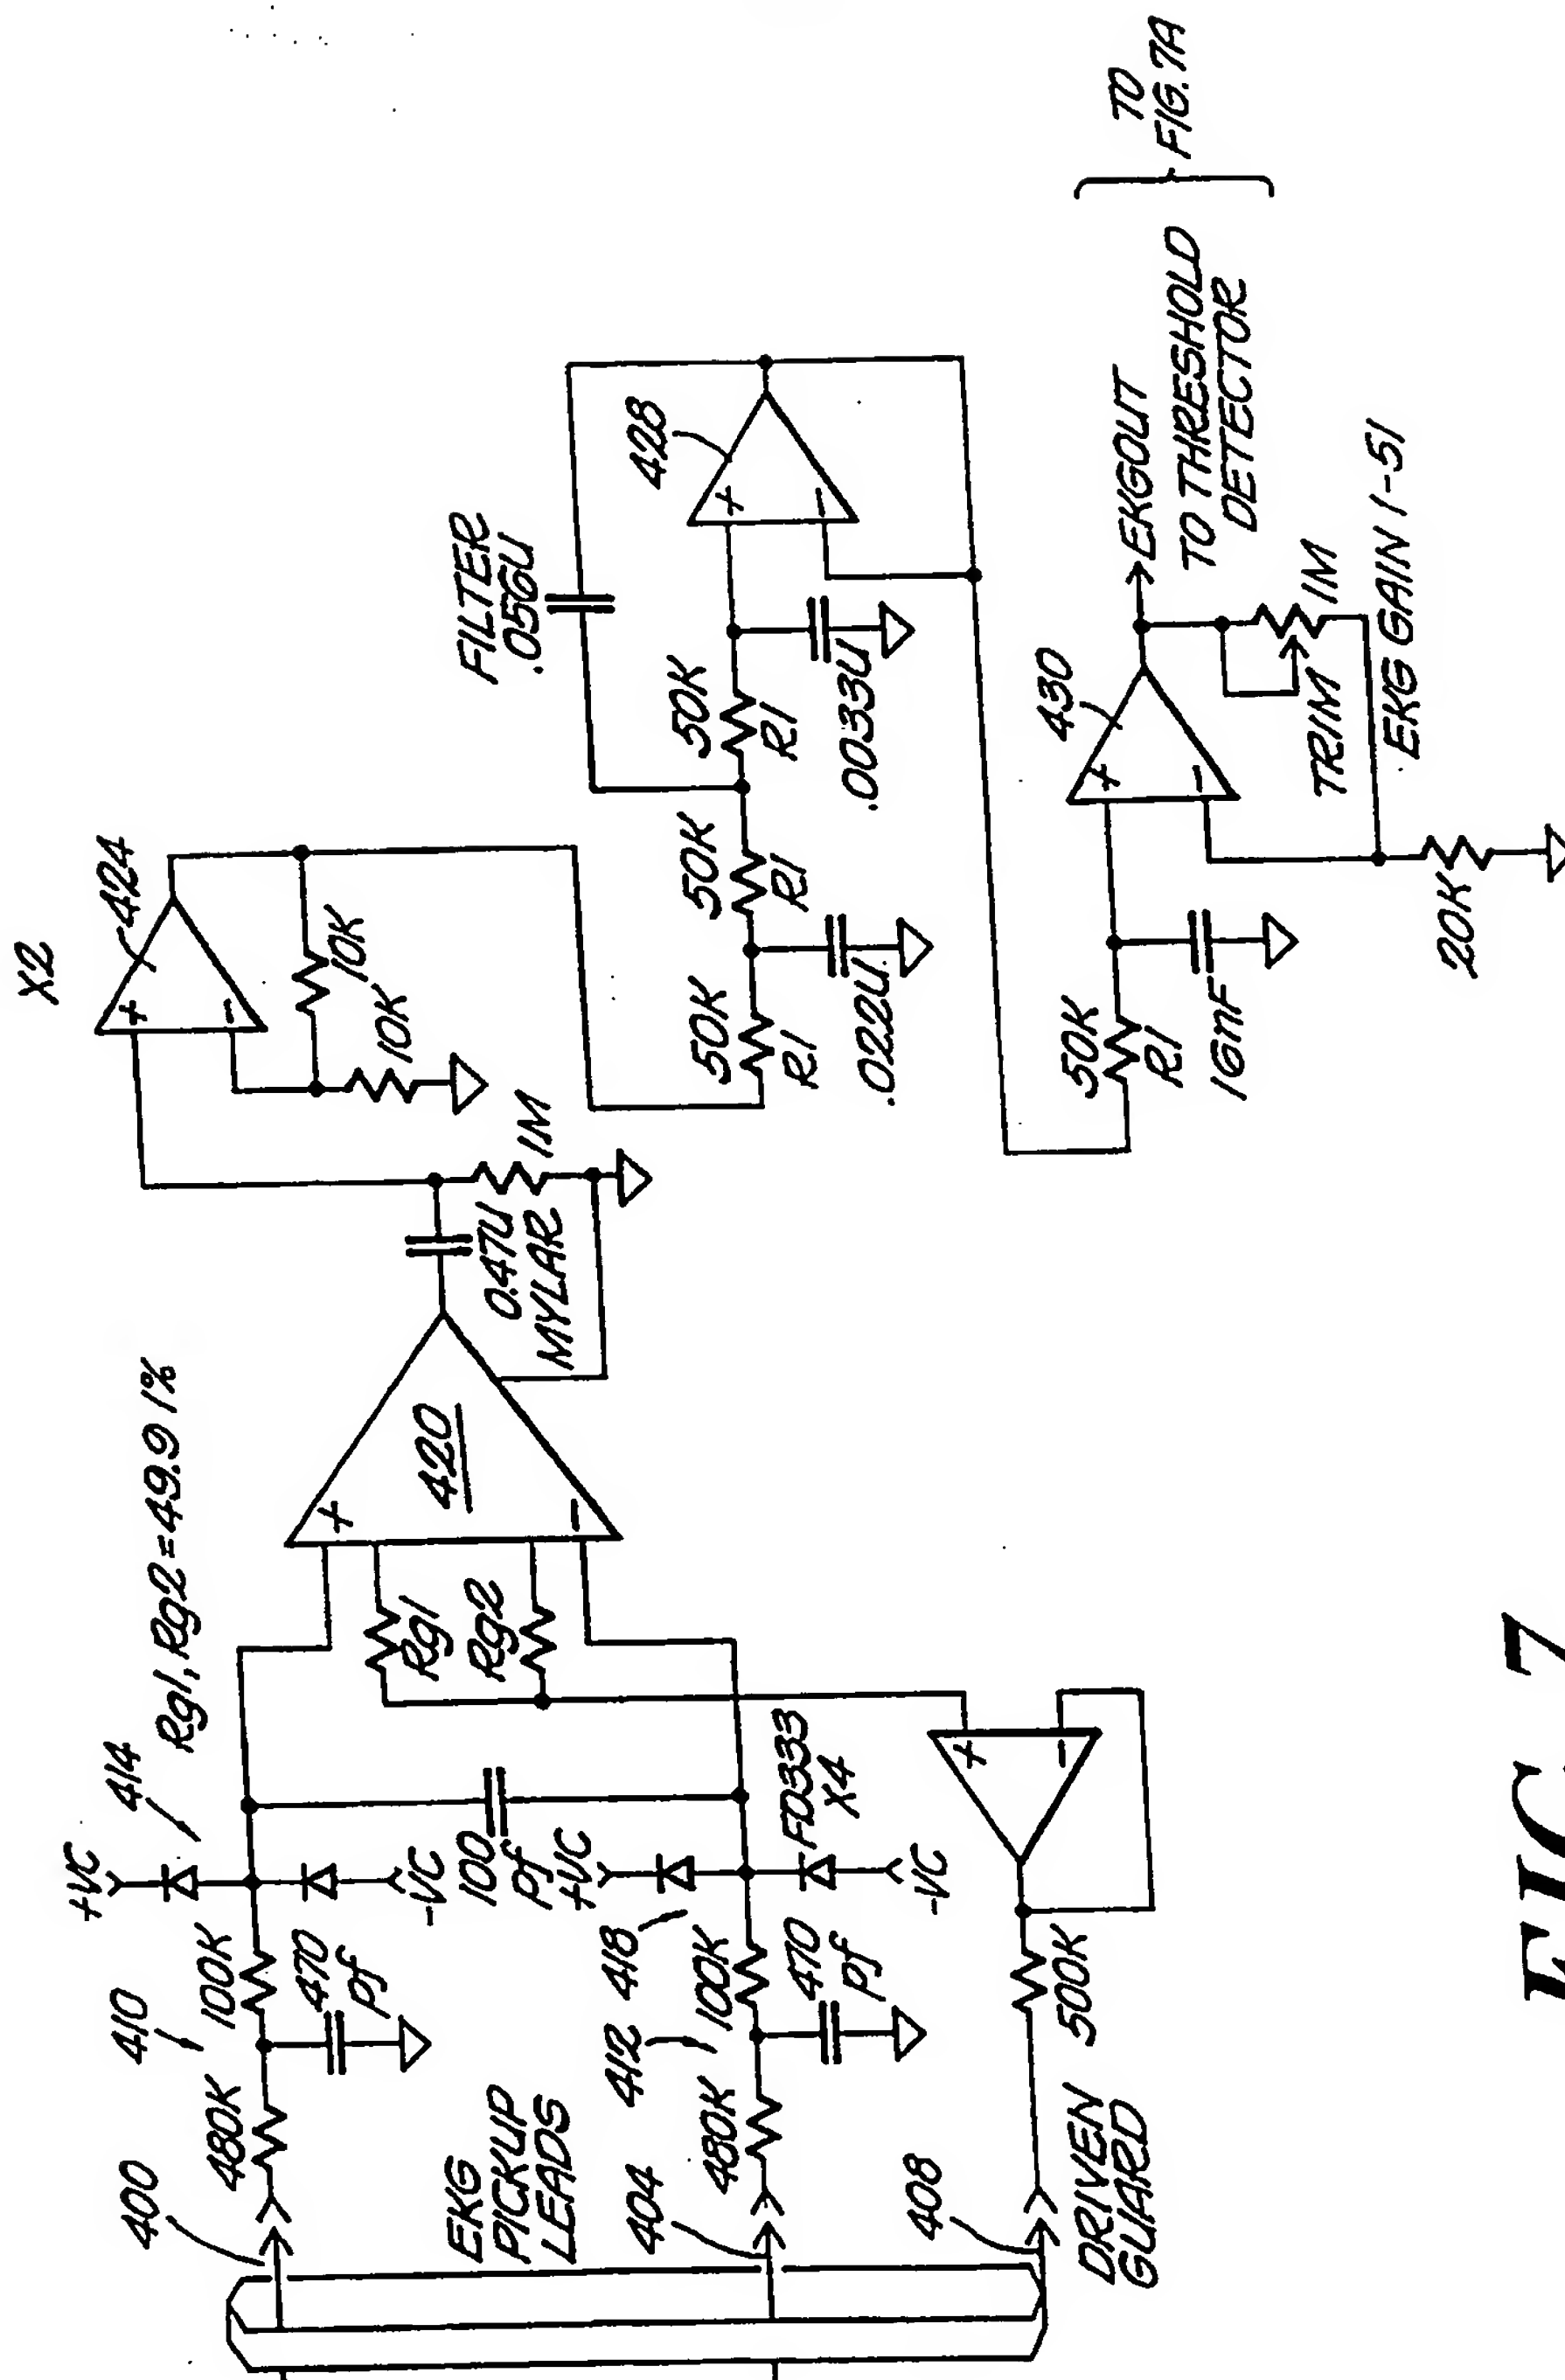 X2
424
10K
10K
FILTER
.056U
428
50K
R1
50K
R1
50K
R1
.022U
.0033U
Rg1, Rg2 = 49.9 1%
420
0.47U
MYLAR
1M
+VC
414
Rg1
Rg2
100
pf
-VC
+VC
418
FD333
X4
-VC
410
100K
470
pf
412
100K
470
pf
400
480K
EKG
PICKUP
LEADS
404
480K
408
DRIVEN
GUARD
500K
50K
R1
16nF
430
EKGOUT
TO THRESHOLD
DETECTOR
TO
FIG. 7A
TRIM
1M
EKG GAIN 1-51
20K
+
-
+
-
+
-
+
-
+
-
FIG. 7